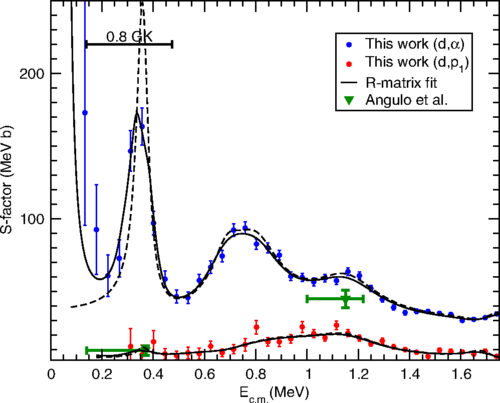 0.8 GK
This work (d,α)
This work (d,p₁)
R-matrix fit
Angulo et al.
200
100
S-factor (MeV b)
0 0.2 0.4 0.6 0.8 1 1.2 1.4 1.6
E_c.m. (MeV)